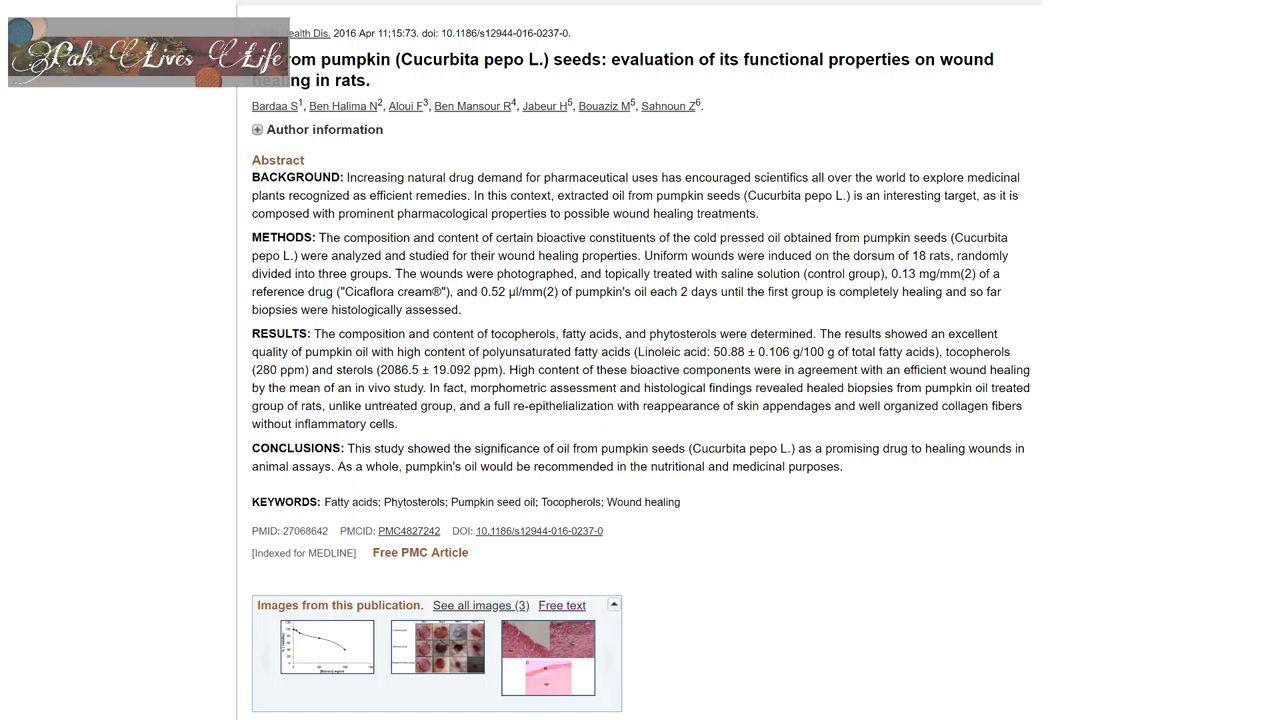 Pals Lives Life
Health Dis. 2016 Apr 11;15:73. doi: 10.1186/s12944-016-0237-0.
from pumpkin (Cucurbita pepo L.) seeds: evaluation of its functional properties on wound
healing in rats.
Bardaa S1, Ben Halima N2, Aloui F3, Ben Mansour R4, Jabeur H5, Bouaziz M5, Sahnoun Z6.
Author information
Abstract
BACKGROUND: Increasing natural drug demand for pharmaceutical uses has encouraged scientifics all over the world to explore medicinal
plants recognized as efficient remedies. In this context, extracted oil from pumpkin seeds (Cucurbita pepo L.) is an interesting target, as it is
composed with prominent pharmacological properties to possible wound healing treatments.
METHODS: The composition and content of certain bioactive constituents of the cold pressed oil obtained from pumpkin seeds (Cucurbita
pepo L.) were analyzed and studied for their wound healing properties. Uniform wounds were induced on the dorsum of 18 rats, randomly
divided into three groups. The wounds were photographed, and topically treated with saline solution (control group), 0.13 mg/mm(2) of a
reference drug ("Cicaflora cream®"), and 0.52 µl/mm(2) of pumpkin's oil each 2 days until the first group is completely healing and so far
biopsies were histologically assessed.
RESULTS: The composition and content of tocopherols, fatty acids, and phytosterols were determined. The results showed an excellent
quality of pumpkin oil with high content of polyunsaturated fatty acids (Linoleic acid: 50.88 ± 0.106 g/100 g of total fatty acids), tocopherols
(280 ppm) and sterols (2086.5 ± 19.092 ppm). High content of these bioactive components were in agreement with an efficient wound healing
by the mean of an in vivo study. In fact, morphometric assessment and histological findings revealed healed biopsies from pumpkin oil treated
group of rats, unlike untreated group, and a full re-epithelialization with reappearance of skin appendages and well organized collagen fibers
without inflammatory cells.
CONCLUSIONS: This study showed the significance of oil from pumpkin seeds (Cucurbita pepo L.) as a promising drug to healing wounds in
animal assays. As a whole, pumpkin's oil would be recommended in the nutritional and medicinal purposes.
KEYWORDS: Fatty acids; Phytosterols; Pumpkin seed oil; Tocopherols; Wound healing
PMID: 27068642 PMCID: PMC4827242 DOI: 10.1186/s12944-016-0237-0
[Indexed for MEDLINE] Free PMC Article
Images from this publication. See all images (3) Free text